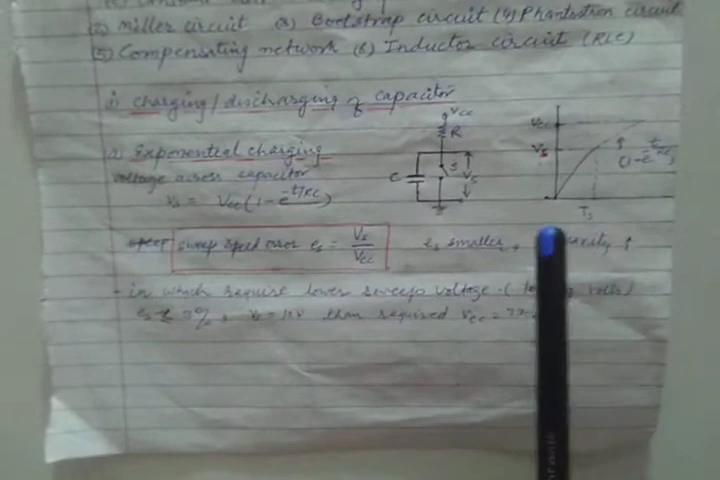 (2) Miller circuit (3) Bootstrap circuit (4) Phantastron circuit
(5) Compensating network (6) Inductor circuit (RLC)
i) charging/discharging of capacitor
a. Exponential charging
voltage across capacitor
vs = Vcc(1-e^-t/RC)
Vcc
R
C
S
Vs
Vcc
Vs
(1-e^-t/RC)
Ts
sweep speed error es = Vs/Vcc
es smaller,
- in which require lower sweep voltage.
es ≤ %, Vs = 10V than required Vcc =